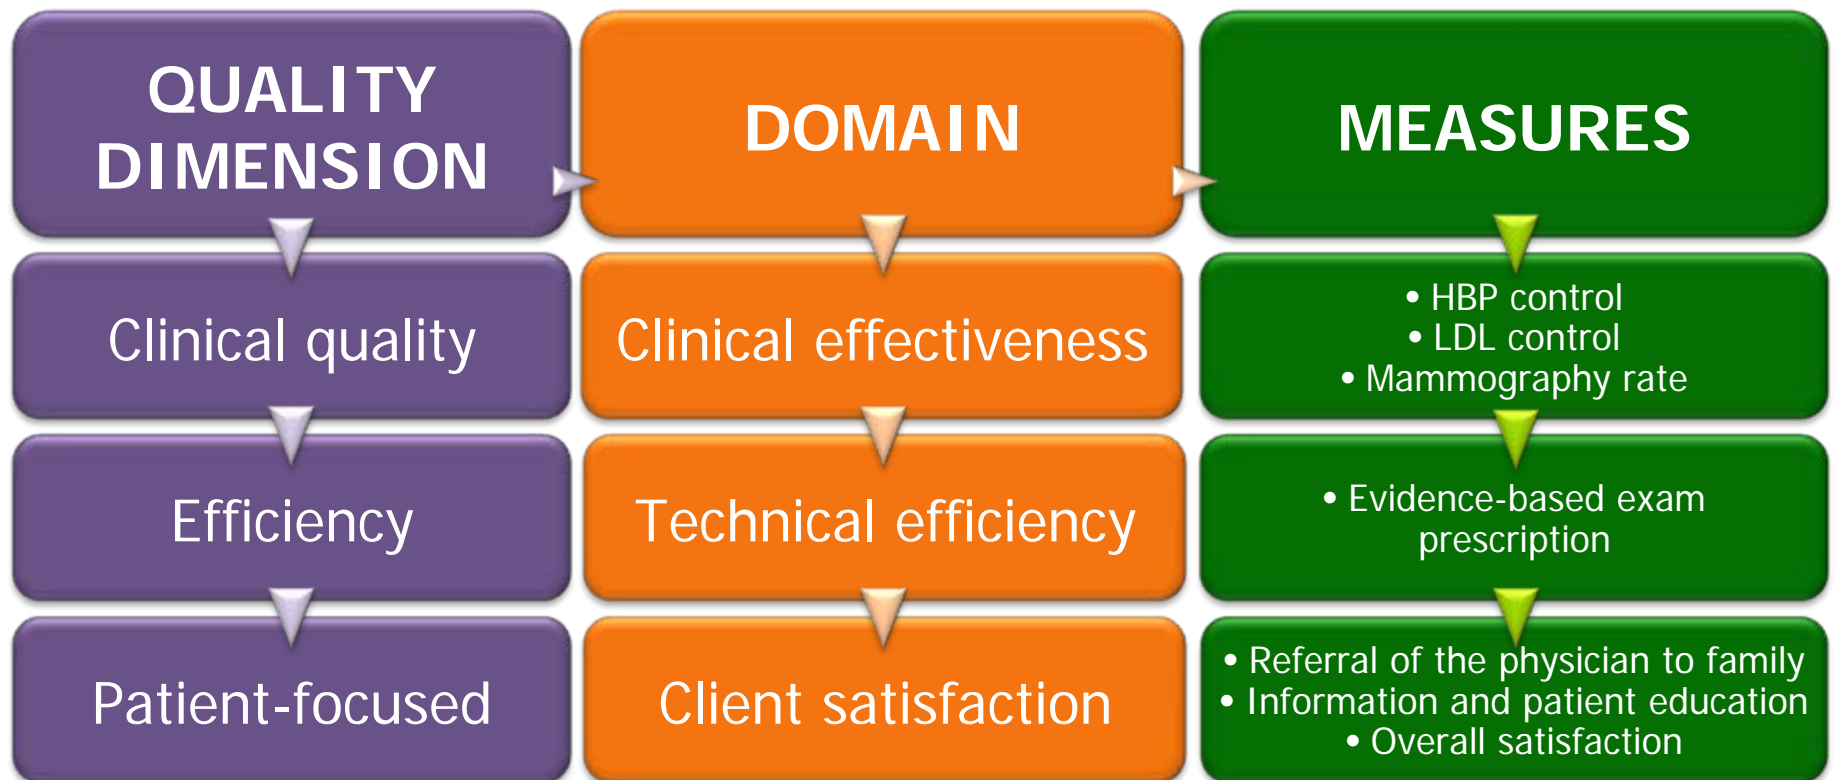 QUALITY
DIMENSION
DOMAIN
MEASURES
Clinical quality
Clinical effectiveness
• HBP control
• LDL control
• Mammography rate
Efficiency
Technical efficiency
• Evidence-based exam
prescription
Patient-focused
Client satisfaction
• Referral of the physician to family
• Information and patient education
• Overall satisfaction